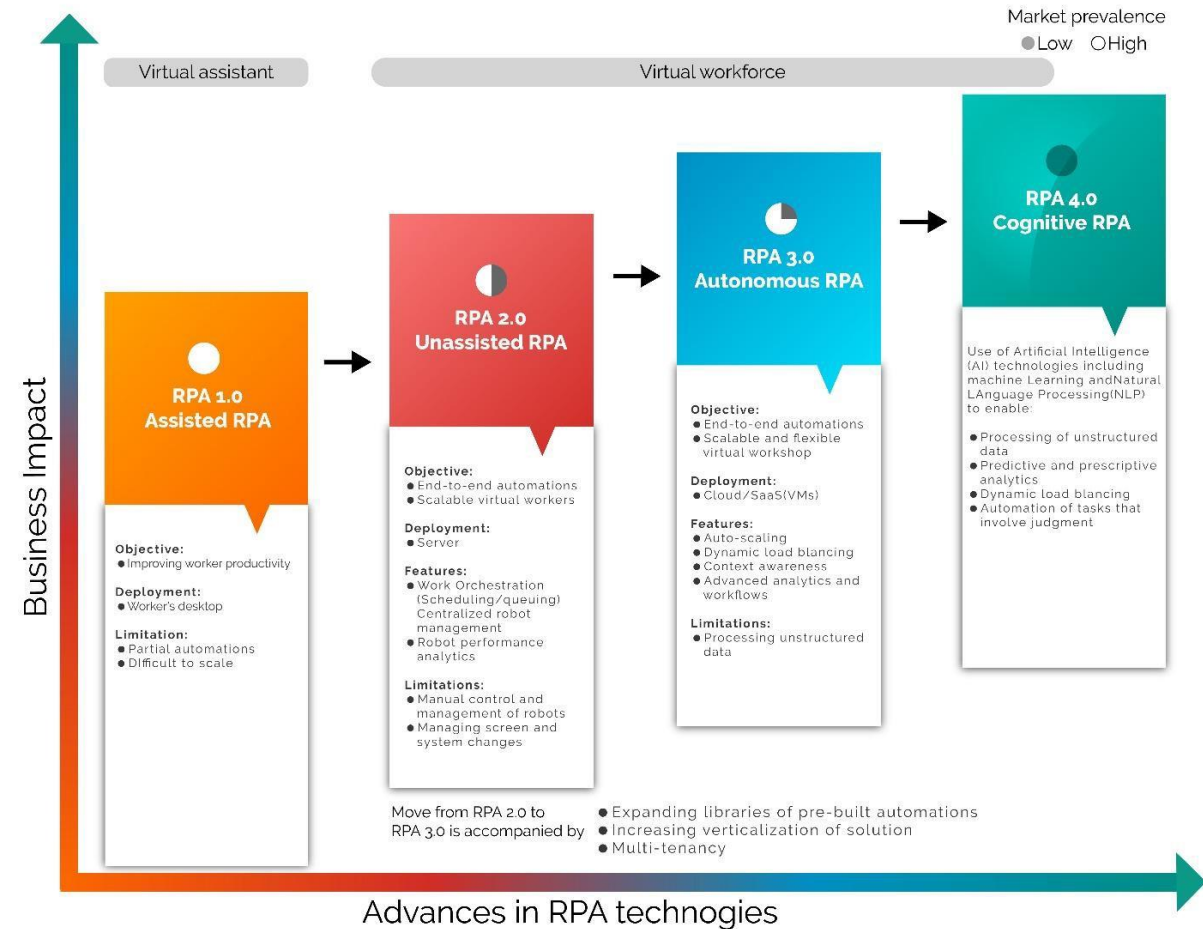 Market prevalence
Low High
Virtual assistant
Virtual workforce
RPA 1.0
Assisted RPA
Objective:
Improving worker productivity
Deployment:
Worker's desktop
Limitation:
Partial automations
DIfficult to scale
RPA 2.0
Unassisted RPA
Objective:
End-to-end automations
Scalable virtual workers
Deployment:
Server
Features:
Work Orchestration
(Scheduling/queuing)
Centralized robot
management
Robot performance
analytics
Limitations:
Manual control and
management of robots
Managing screen and
system changes
RPA 3.0
Autonomous RPA
Objective:
End-to-end automations
Scalable and flexible
virtual workshop
Deployment:
Cloud/SaaS(VMs)
Features:
Auto-scaling
Dynamic load blancing
Context awareness
Advanced analytics and
workflows
Limitations:
Processing unstructured
data
RPA 4.0
Cognitive RPA
Use of Artificial Intelligence
(AI) technologies including
machine Learning andNatural
LAnguage Processing(NLP)
to enable:
Processing of unstructured
data
Predictive and prescriptive
analytics
Dynamic load blancing
Automation of tasks that
involve judgment
Move from RPA 2.0 to
RPA 3.0 is accompanied by
Expanding libraries of pre-built automations
Increasing verticalization of solution
Multi-tenancy
Business Impact
Advances in RPA technogies